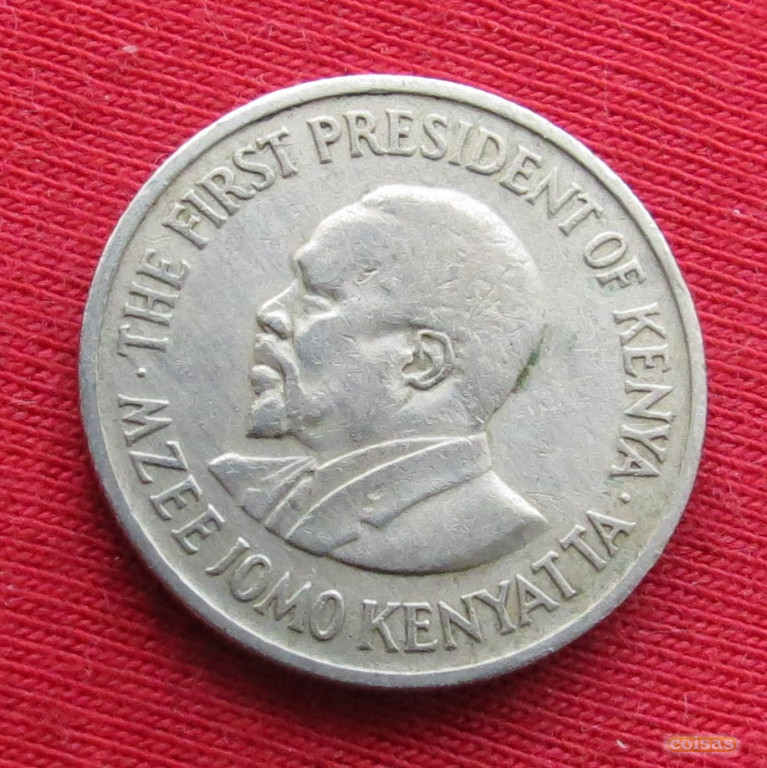 · THE FIRST PRESIDENT OF KENYA ·
MZEE JOMO KENYATTA
coisas